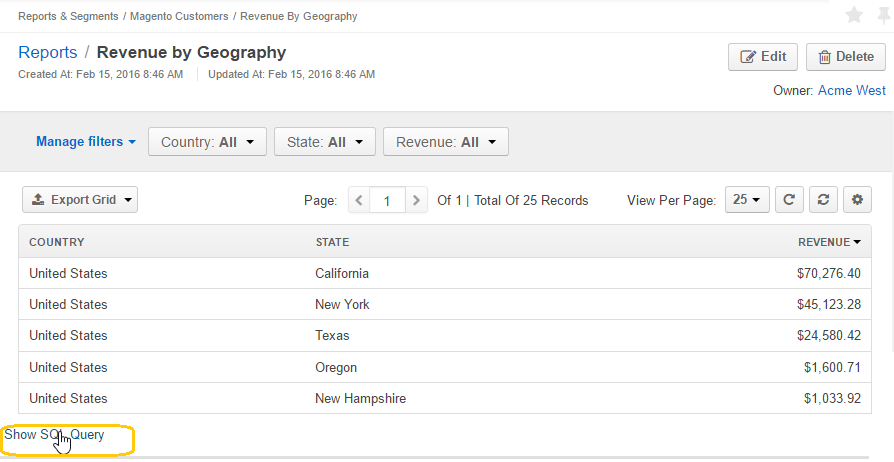 Reports & Segments / Magento Customers / Revenue By Geography
Reports / Revenue by Geography
Edit
Delete
Created At: Feb 15, 2016 8:46 AM Updated At: Feb 15, 2016 8:46 AM
Owner: Acme West
Manage filters Country: All State: All Revenue: All
Export Grid Page: 1 Of 1 | Total Of 25 Records View Per Page: 25
COUNTRY STATE REVENUE
United States California $70,276.40
United States New York $45,123.28
United States Texas $24,580.42
United States Oregon $1,600.71
United States New Hampshire $1,033.92
Show SQL Query